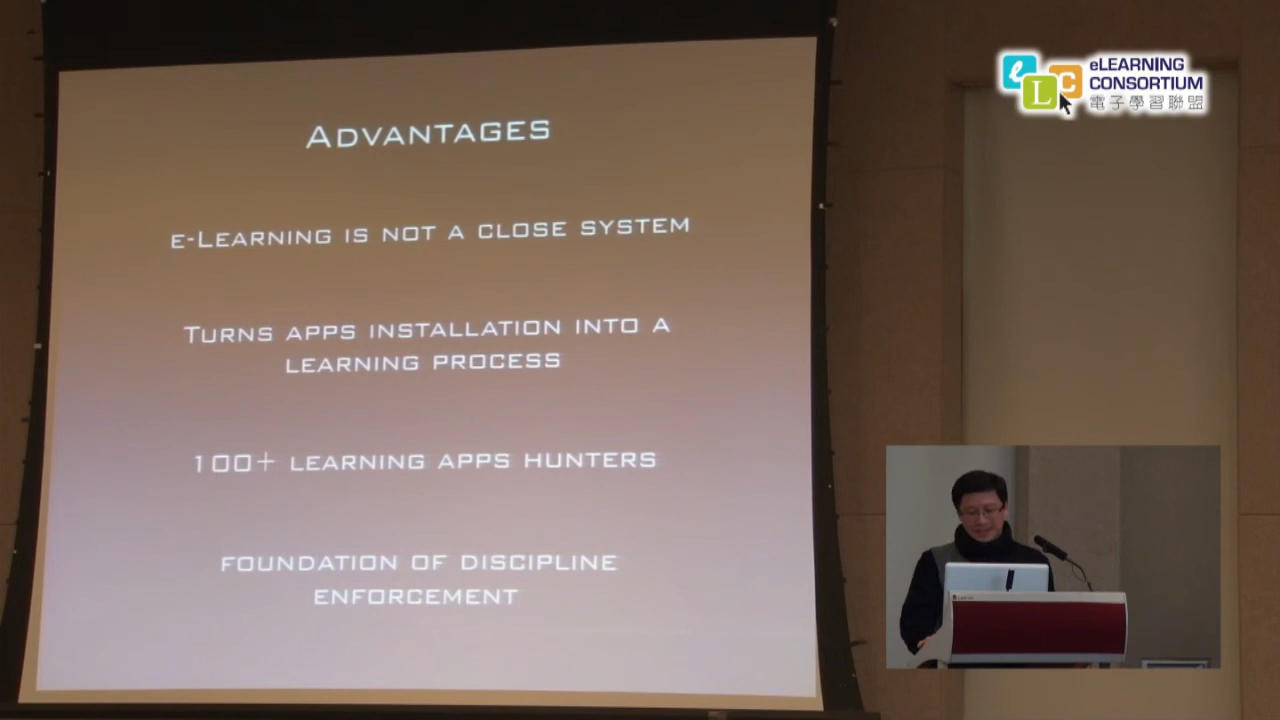 ADVANTAGES
E-LEARNING IS NOT A CLOSE SYSTEM
TURNS APPS INSTALLATION INTO A
LEARNING PROCESS
100+ LEARNING APPS HUNTERS
FOUNDATION OF DISCIPLINE
ENFORCEMENT
eLC
eLEARNING
CONSORTIUM
電子學習聯盟